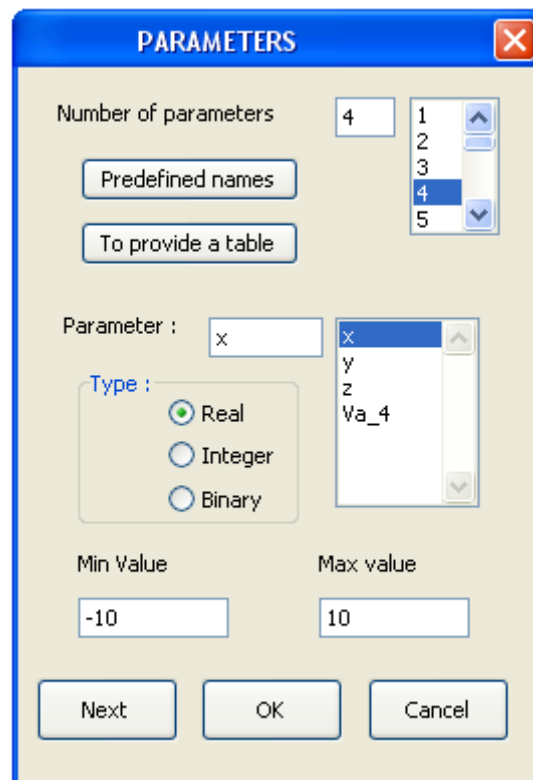 PARAMETERS
Number of parameters
4
1
2
3
4
5
Predefined names
To provide a table
Parameter :
x
x
y
z
Va_4
Type :
Real
Integer
Binary
Min Value
Max value
-10
10
Next
OK
Cancel